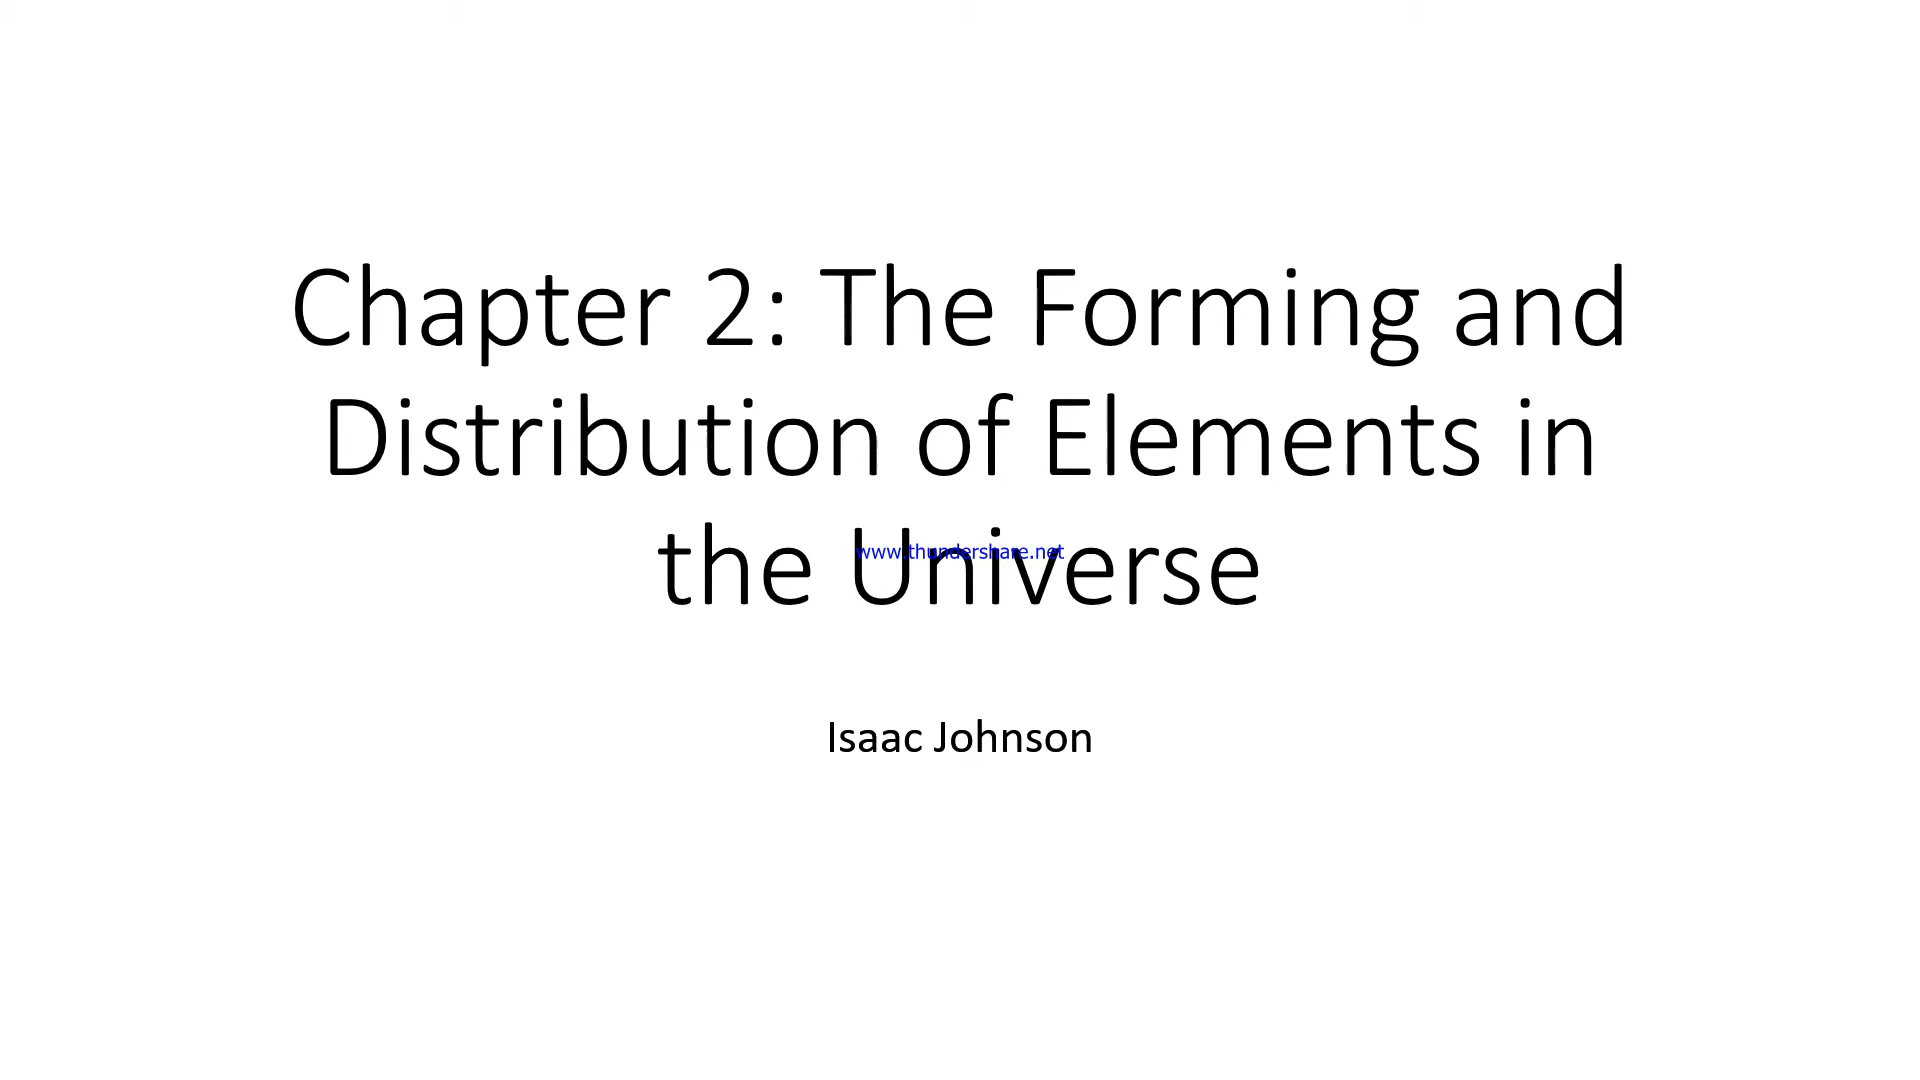 Chapter 2: The Forming and
Distribution of Elements in
the Universe
www.thundershare.net
Isaac Johnson